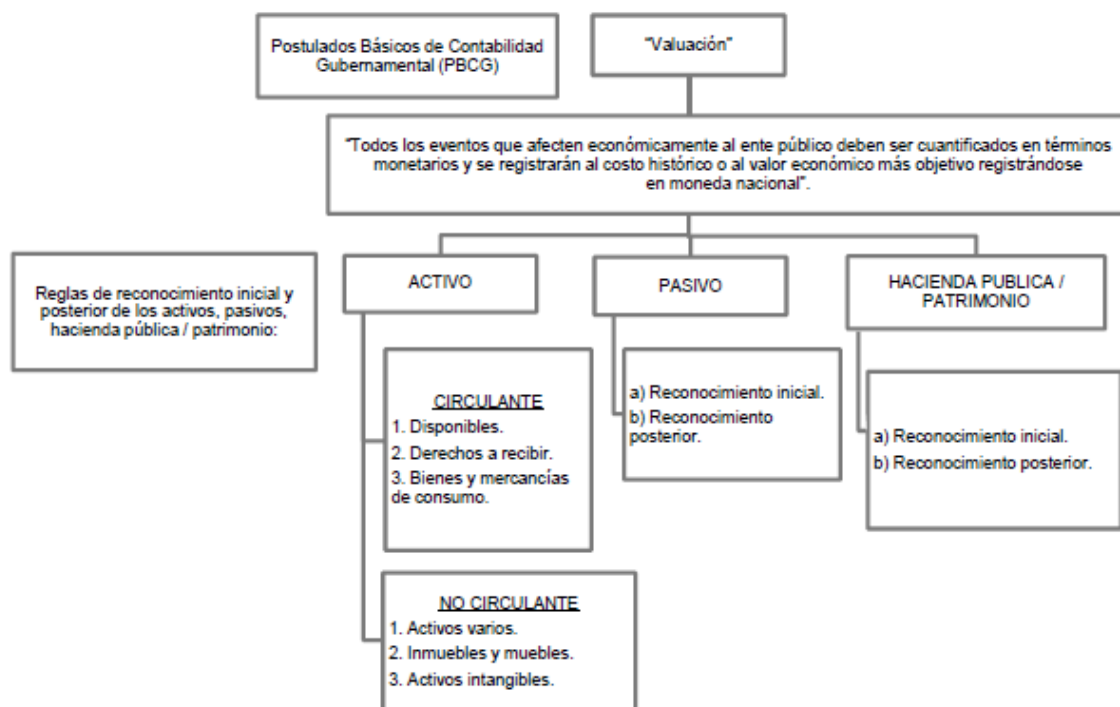 Postulados Básicos de Contabilidad
Gubernamental (PBCG)
"Valuación"
"Todos los eventos que afecten económicamente al ente público deben ser cuantificados en términos
monetarios y se registrarán al costo histórico o al valor económico más objetivo registrándose
en moneda nacional".
Reglas de reconocimiento inicial y
posterior de los activos, pasivos,
hacienda pública / patrimonio:
ACTIVO
PASIVO
HACIENDA PUBLICA /
PATRIMONIO
CIRCULANTE
1. Disponibles.
2. Derechos a recibir.
3. Bienes y mercancías
de consumo.
a) Reconocimiento inicial.
b) Reconocimiento
posterior.
a) Reconocimiento inicial.
b) Reconocimiento posterior.
NO CIRCULANTE
1. Activos varios.
2. Inmuebles y muebles.
3. Activos intangibles.